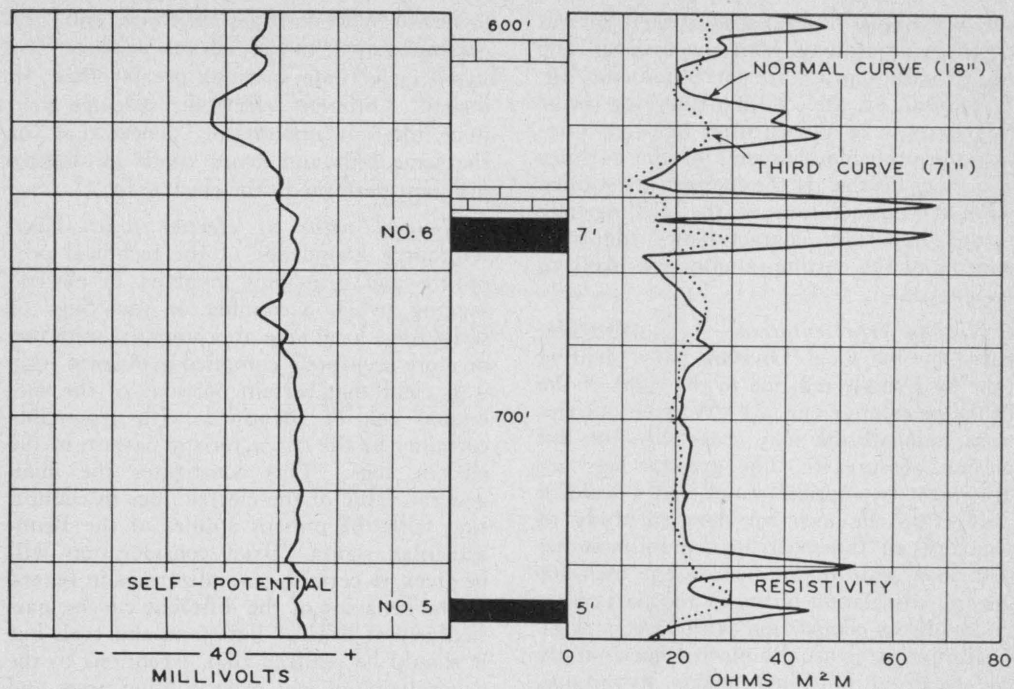 600'
NORMAL CURVE (18")
THIRD CURVE (71")
NO. 6 7'
700'
SELF-POTENTIAL
RESISTIVITY
NO. 5 5'
40
MILLIVOLTS
0 20 40 60 80
OHMS M²M